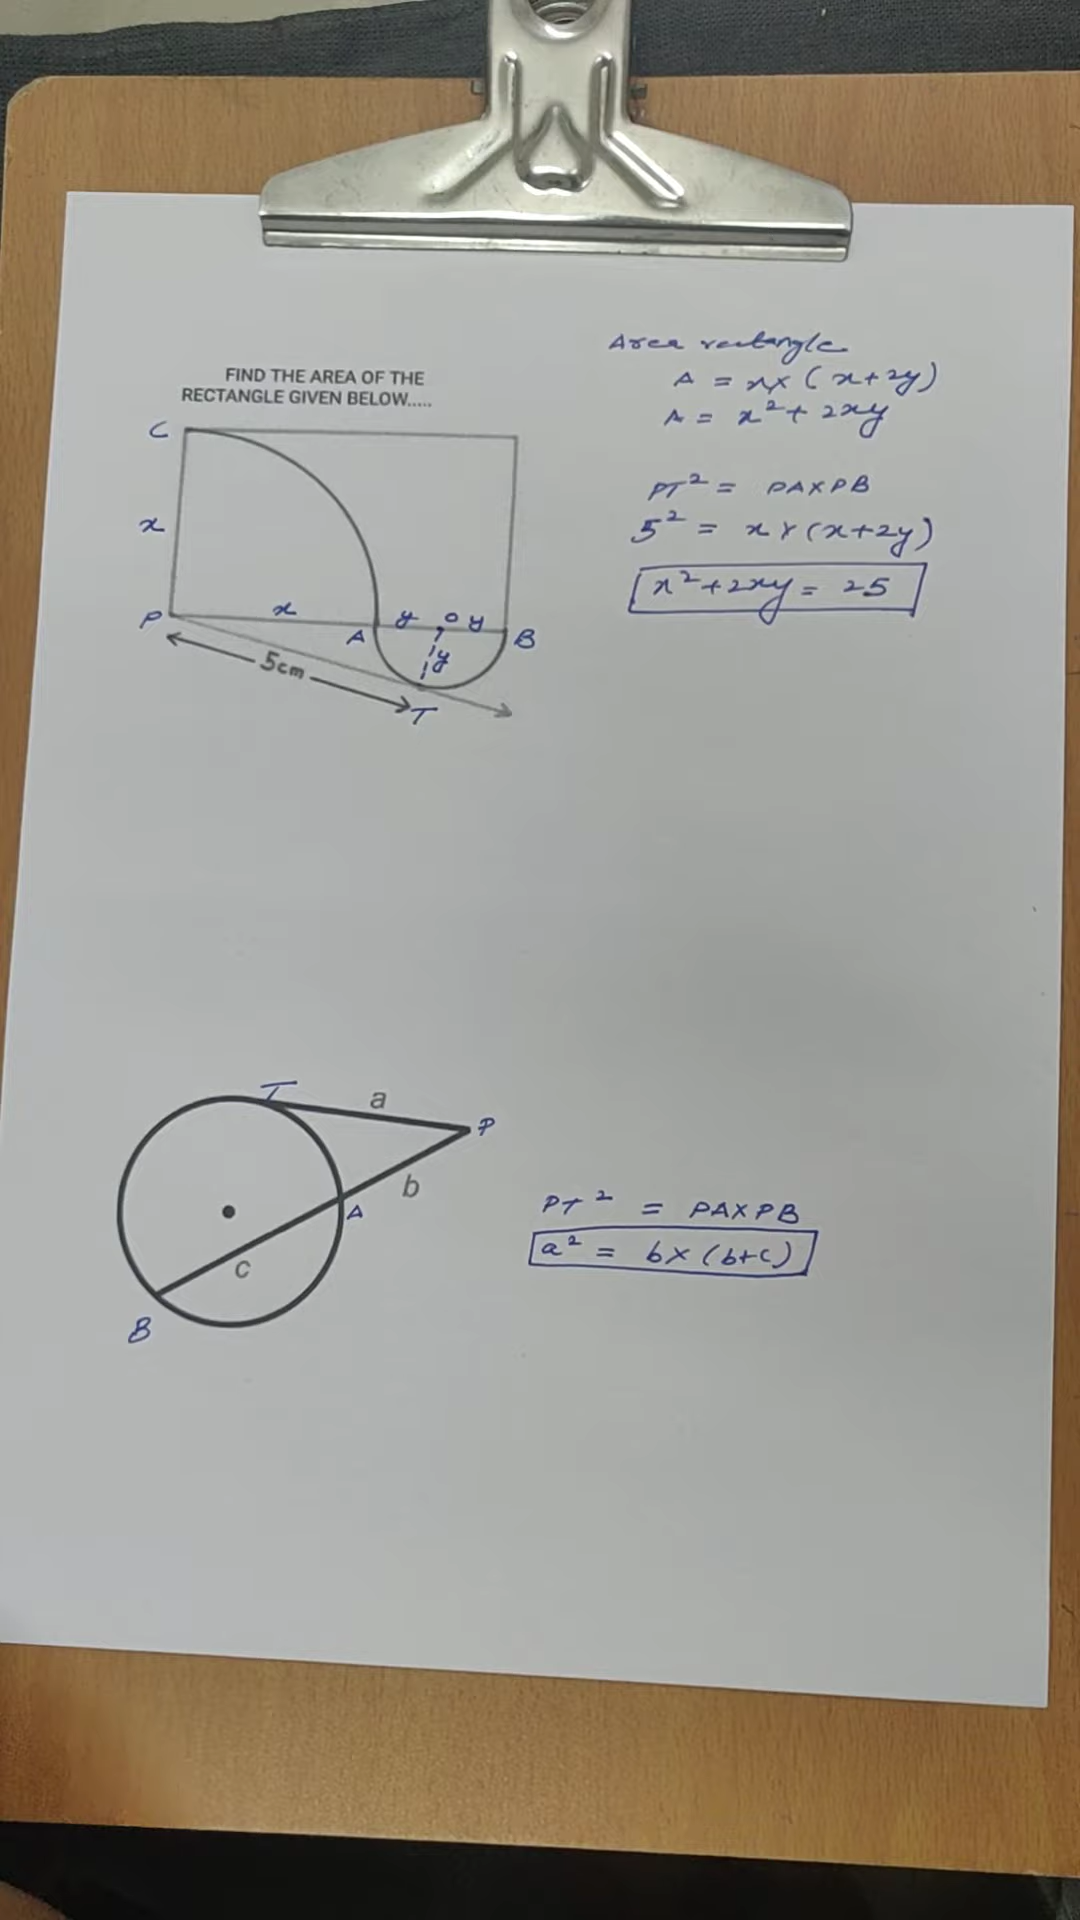 FIND THE AREA OF THE
RECTANGLE GIVEN BELOW.....
C
x
P
x
A
y
o
y
B
y
5cm
T
Area rectangle
A = x × (x+2y)
A = x² + 2xy
PT² = PA×PB
5² = x × (x+2y)
x² + 2xy = 25
T
a
P
b
A
c
B
PT² = PA×PB
a² = b× (b+c)